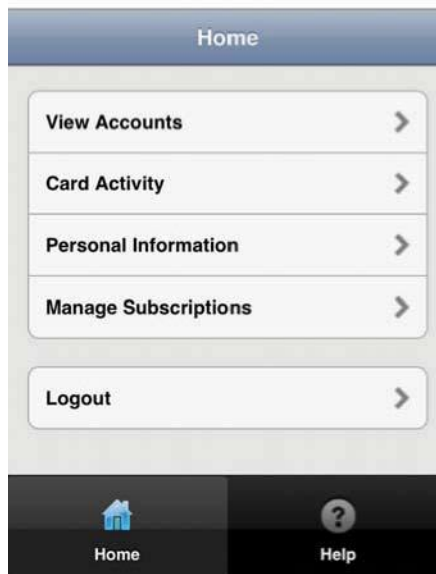 Home
View Accounts
Card Activity
Personal Information
Manage Subscriptions
Logout
Home
?
Help